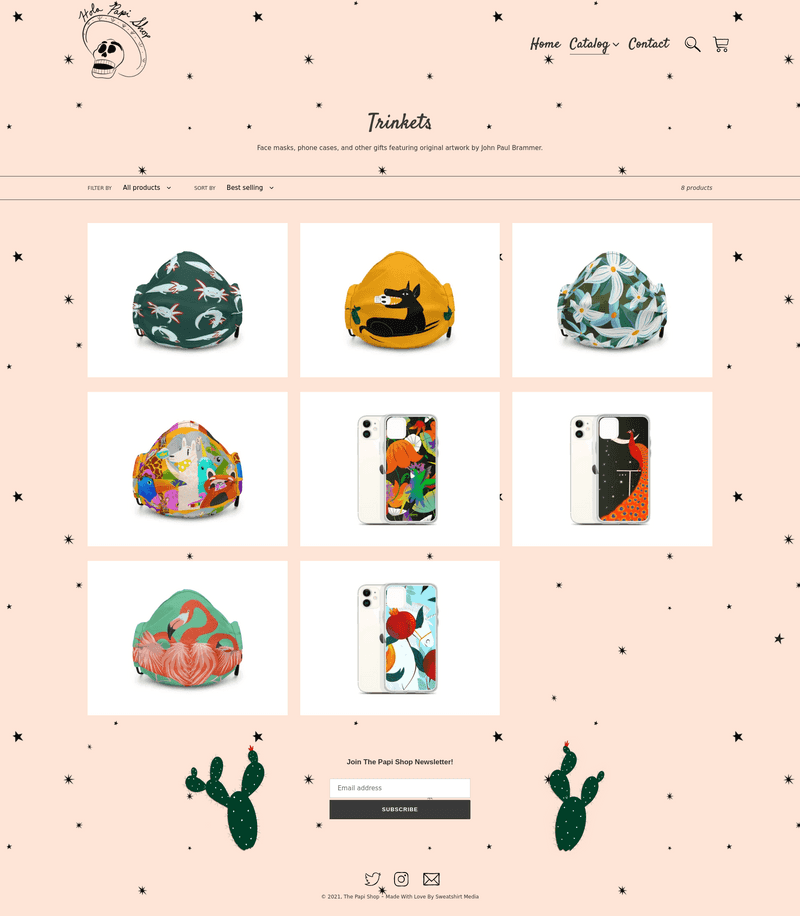 Hola Papi Shop
Home Catalog Contact
Trinkets
Face masks, phone cases, and other gifts featuring original artwork by John Paul Brammer.
FILTER BY All products SORT BY Best selling 8 products
Join The Papi Shop Newsletter!
Email address
SUBSCRIBE
© 2021, The Papi Shop ~ Made With Love By Sweatshirt Media